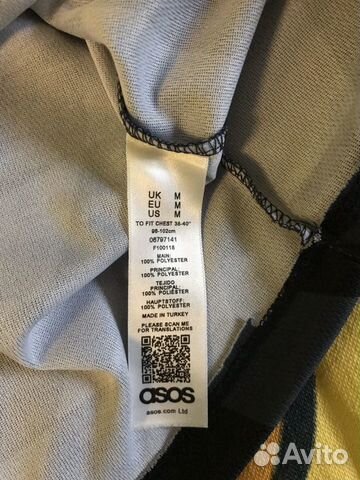 UK M
EU M
US M
TO FIT CHEST 38-40"
96-102cm
06797141
F100118
MAIN:
100% POLYESTER
PRINCIPAL:
100% POLYESTER
TEJIDO
PRINCIPAL:
100% POLIÉSTER
HAUPTSTOFF:
100% POLYESTER
MADE IN TURKEY
PLEASE SCAN ME
FOR TRANSLATIONS
asos
asos.com Ltd
Avito